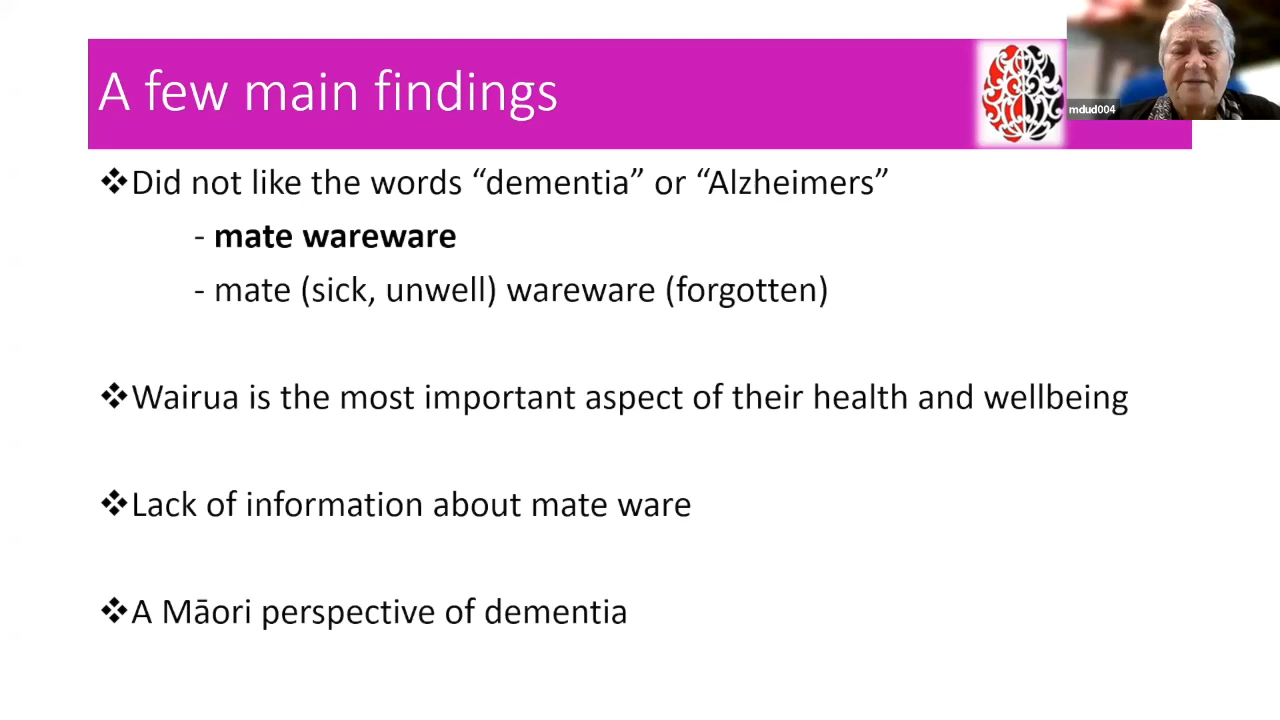 A few main findings
mdud004
❖Did not like the words “dementia” or “Alzheimers”
- mate wareware
- mate (sick, unwell) wareware (forgotten)
❖Wairua is the most important aspect of their health and wellbeing
❖Lack of information about mate ware
❖A Māori perspective of dementia